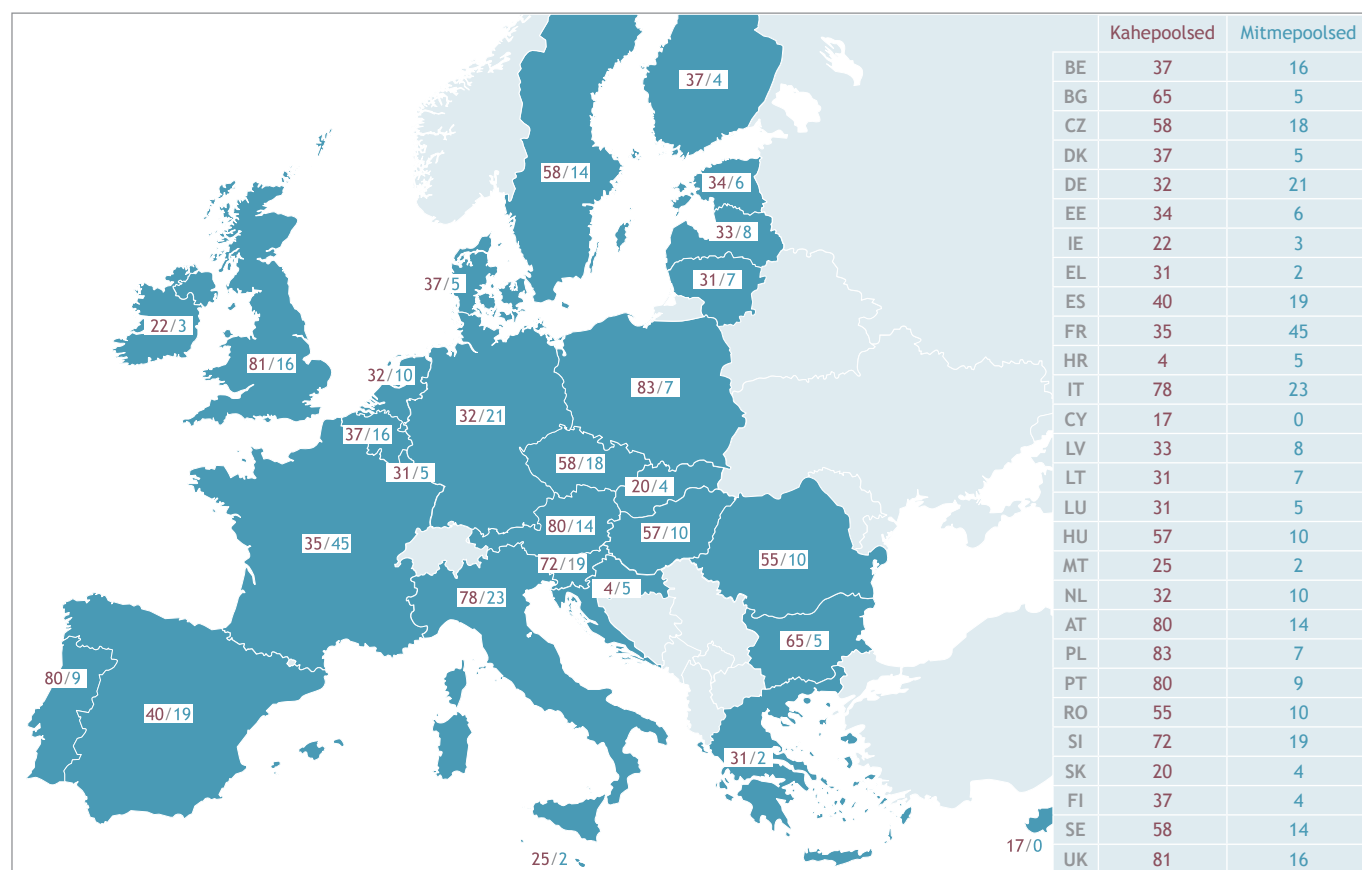 37/4
58/14
34/6
33/8
37/5
31/7
22/3
81/16
32/10
83/7
32/21
37/16
58/18
31/5
20/4
80/14
57/10
35/45
55/10
72/19
4/5
78/23
65/5
80/9
40/19
31/2
17/0
25/2
Kahepoolsed Mitmepoolsed
BE 37 16
BG 65 5
CZ 58 18
DK 37 5
DE 32 21
EE 34 6
IE 22 3
EL 31 2
ES 40 19
FR 35 45
HR 4 5
IT 78 23
CY 17 0
LV 33 8
LT 31 7
LU 31 5
HU 57 10
MT 25 2
NL 32 10
AT 80 14
PL 83 7
PT 80 9
RO 55 10
SI 72 19
SK 20 4
FI 37 4
SE 58 14
UK 81 16